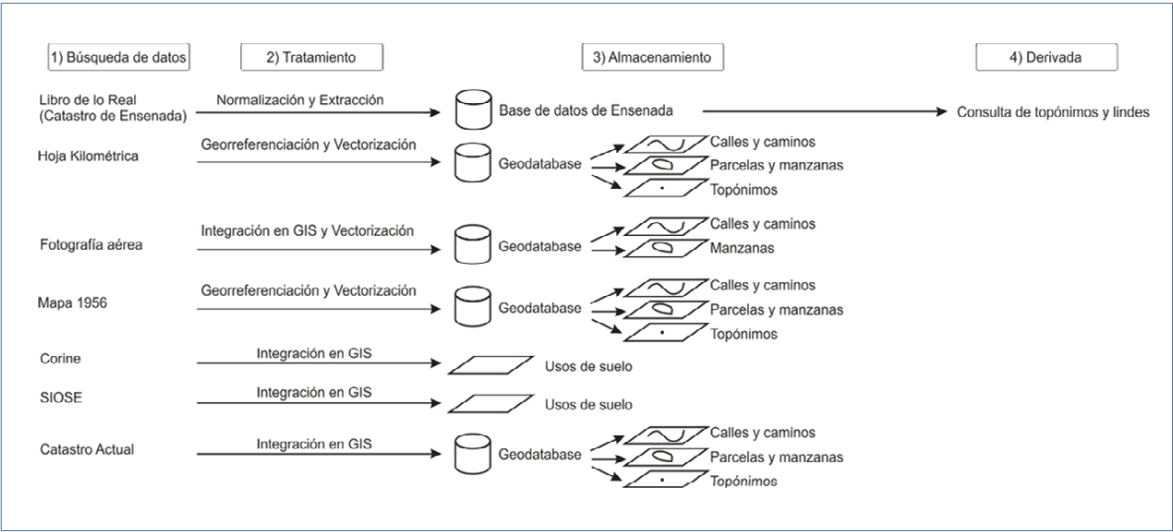 1) Búsqueda de datos
2) Tratamiento
3) Almacenamiento
4) Derivada
Libro de lo Real
(Catastro de Ensenada)
Normalización y Extracción
Base de datos de Ensenada
Consulta de topónimos y lindes
Hoja Kilométrica
Georreferenciación y Vectorización
Geodatabase
Calles y caminos
Parcelas y manzanas
Topónimos
Fotografía aérea
Integración en GIS y Vectorización
Geodatabase
Calles y caminos
Manzanas
Mapa 1956
Georreferenciación y Vectorización
Geodatabase
Calles y caminos
Parcelas y manzanas
Topónimos
Corine
Integración en GIS
Usos de suelo
SIOSE
Integración en GIS
Usos de suelo
Catastro Actual
Integración en GIS
Geodatabase
Calles y caminos
Parcelas y manzanas
Topónimos